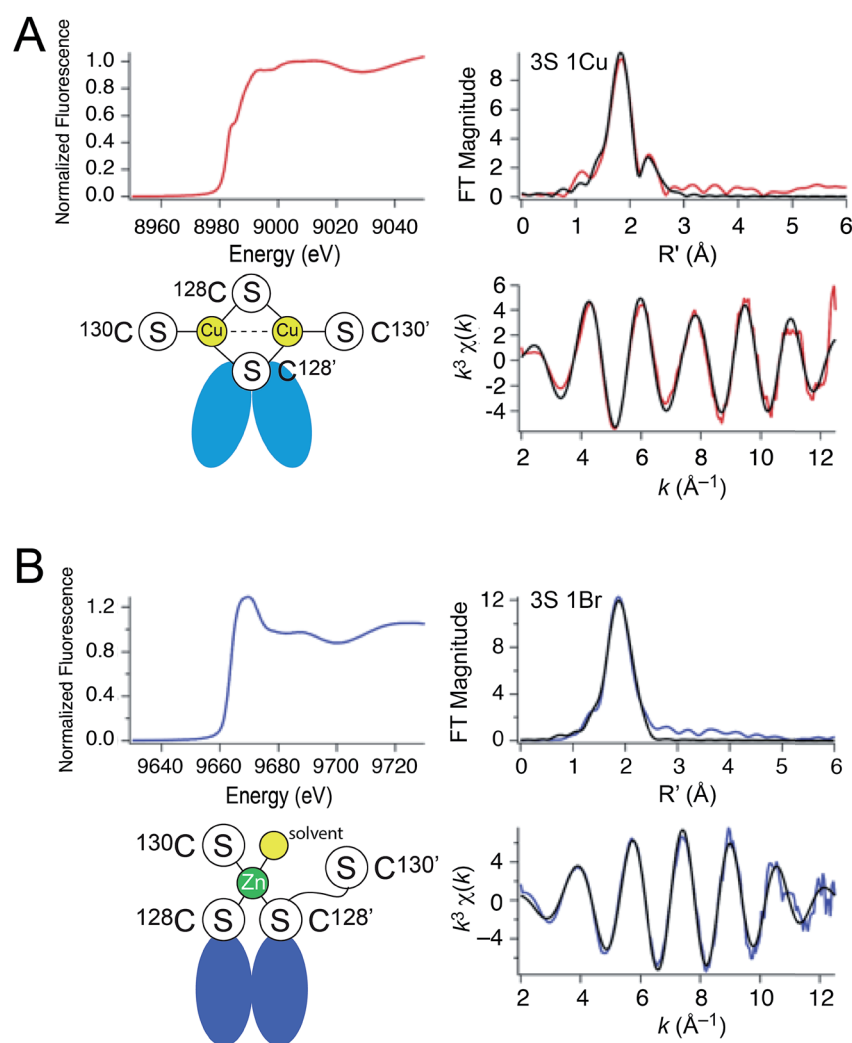 A
Normalized Fluorescence
1.0
0.8
0.6
0.4
0.2
0.0
8960 8980 9000 9020 9040
Energy (eV)
3S 1Cu
FT Magnitude
8
6
4
2
0
0 1 2 3 4 5 6
R' (Å)
128C S
130C S Cu Cu S C130'
S C128'
k3 χ(k)
6
4
2
0
-2
-4
2 4 6 8 10 12
k (Å–1)
B
Normalized Fluorescence
1.2
0.8
0.4
0.0
9640 9660 9680 9700 9720
Energy (eV)
3S 1Br
FT Magnitude
12
8
4
0
0 1 2 3 4 5 6
R' (Å)
130C S solvent
S C130'
Zn
128C S S C128'
k3 χ(k)
4
0
–4
2 4 6 8 10 12
k (Å–1)